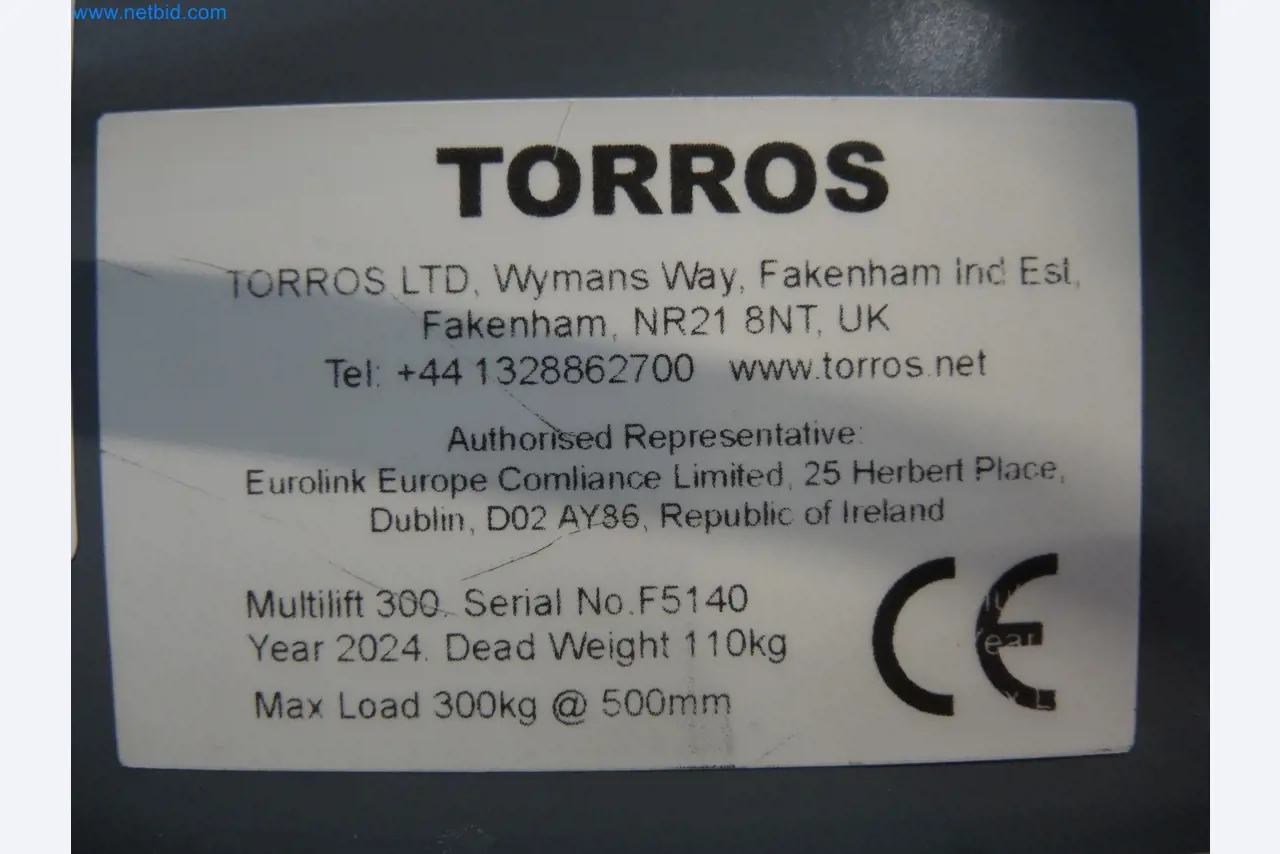 www.netbid.com
TORROS
TORROS LTD, Wymans Way, Fakenham Ind Est,
Fakenham, NR21 8NT, UK
Tel: +44 1328862700 www.torros.net
Authorised Representative:
Eurolink Europe Comliance Limited, 25 Herbert Place,
Dublin, D02 AY86, Republic of Ireland
Multilift 300. Serial No.F5140
Year 2024. Dead Weight 110kg
Max Load 300kg @ 500mm
CE